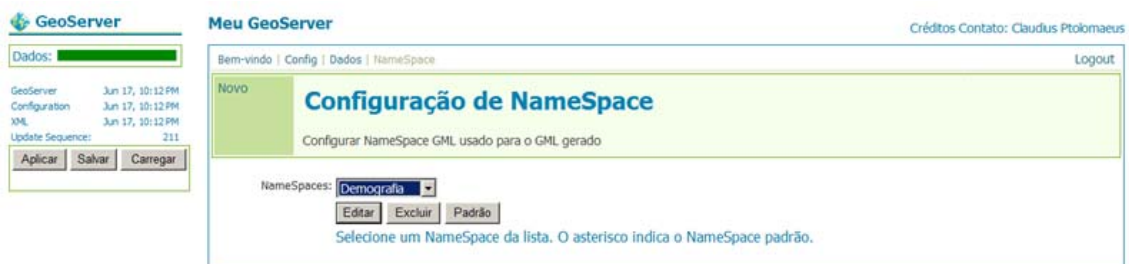 GeoServer
Dados:
GeoServer Jun 17, 10:12 PM
Configuration Jun 17, 10:12 PM
XML Jun 17, 10:12 PM
Update Sequence: 211
Aplicar Salvar Carregar
Meu GeoServer
Créditos Contato: Claudius Ptolomaeus
Bem-vindo | Config | Dados | NameSpace Logout
Novo
Configuração de NameSpace
Configurar NameSpace GML usado para o GML gerado
NameSpaces: Demografia
Editar Excluir Padrão
Selecione um NameSpace da lista. O asterisco indica o NameSpace padrão.